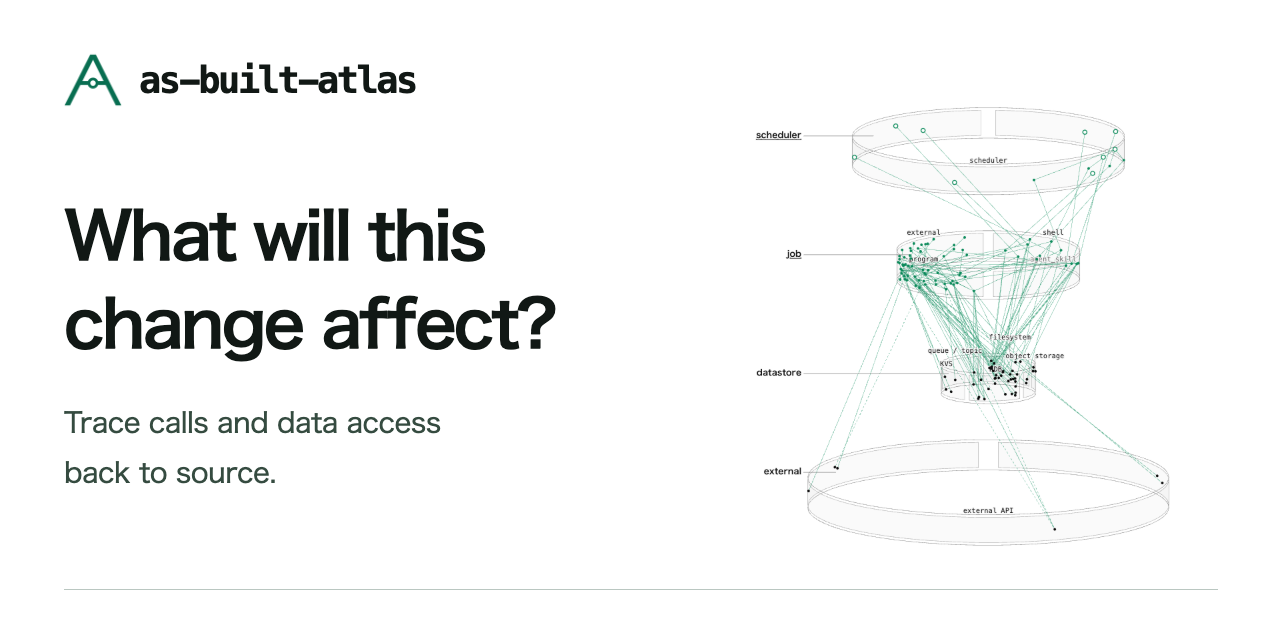 as-built-atlas
What will this
change affect?
Trace calls and data access
back to source.
scheduler
scheduler
external
shell
job
program
agent_skill
filesystem
queue / topic
object storage
KVS
datastore
external
external API